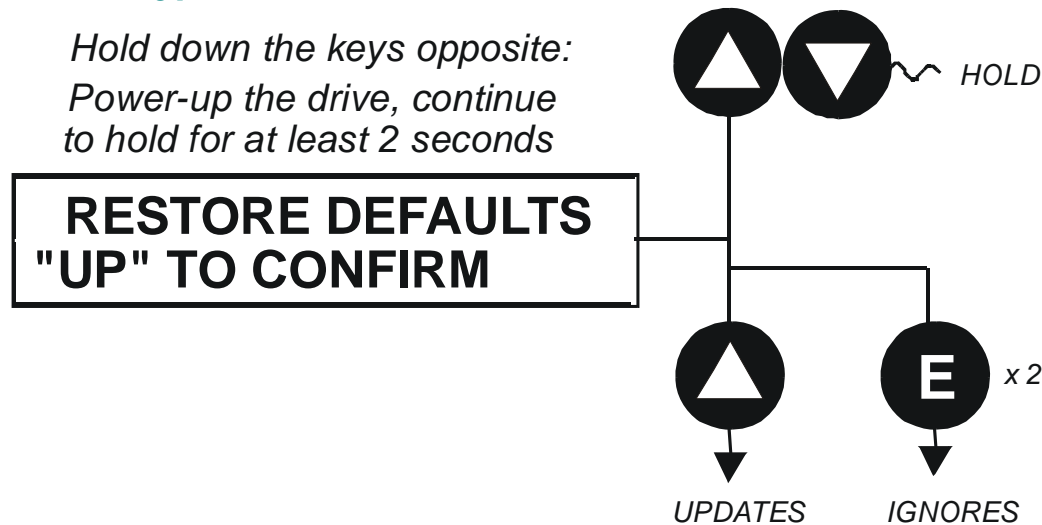 Hold down the keys opposite:
HOLD
Power-up the drive, continue
to hold for at least 2 seconds
RESTORE DEFAULTS
"UP" TO CONFIRM
E x 2
UPDATES IGNORES